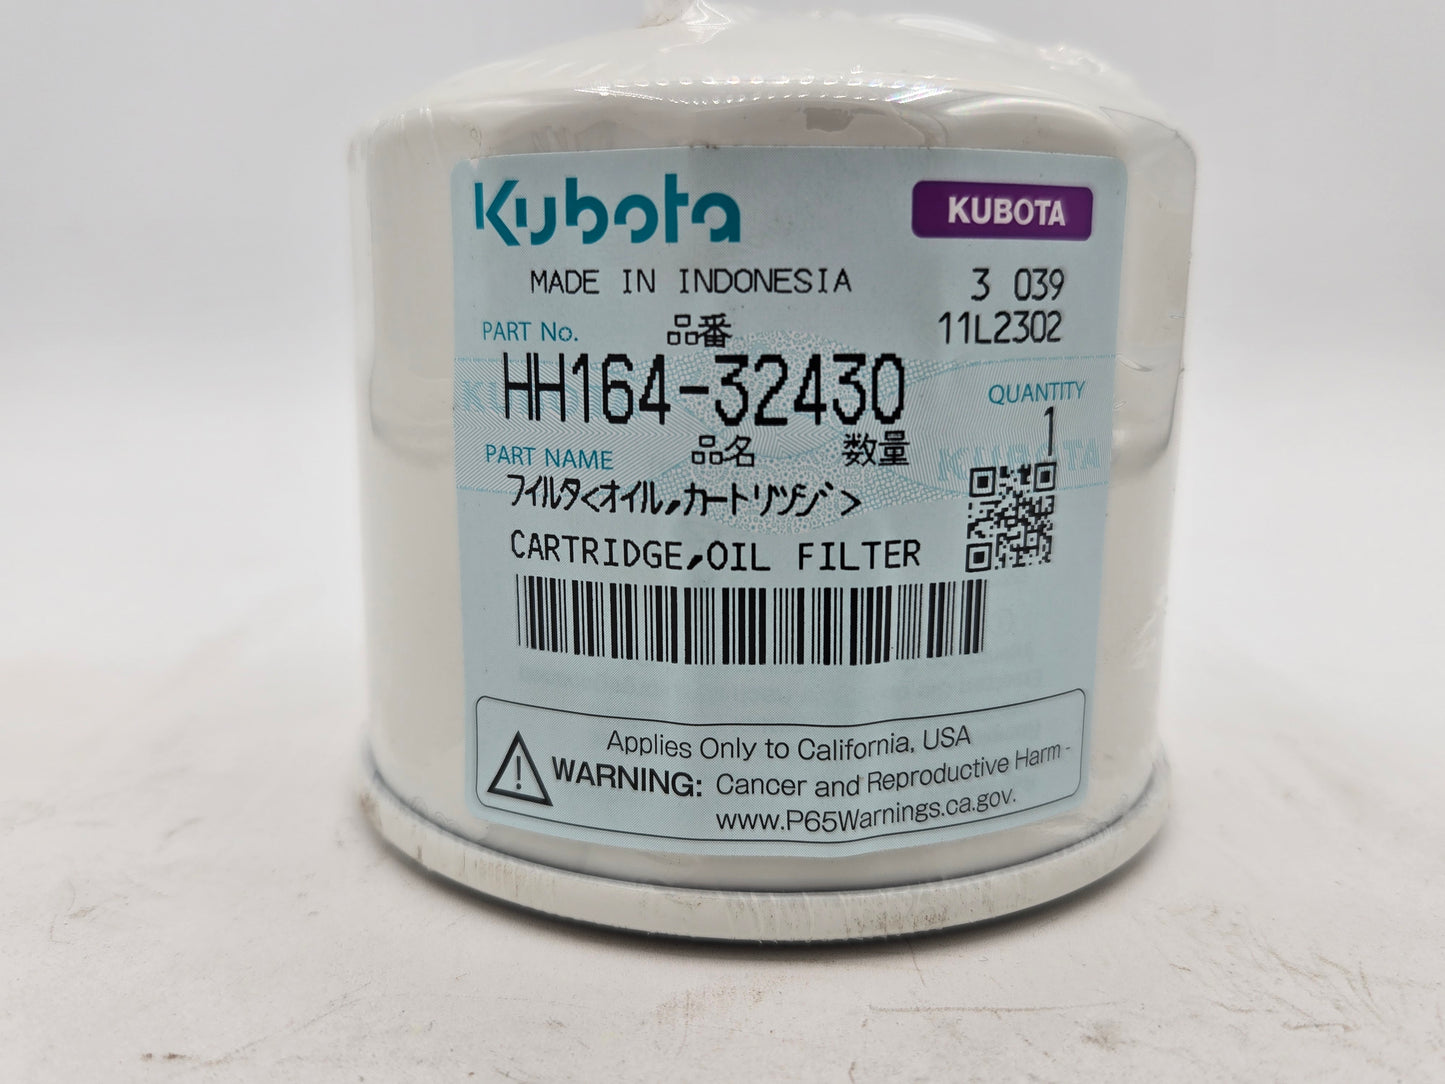 Kubota
KUBOTA
MADE IN INDONESIA
3 039
PART No.
品番
11L2302
HH164-32430
QUANTITY
1
PART NAME
品名
数量
フィルタ<オイル,カートリッジ>
CARTRIDGE,OIL FILTER
Applies Only to California, USA
WARNING: Cancer and Reproductive Harm -
www.P65Warnings.ca.gov.